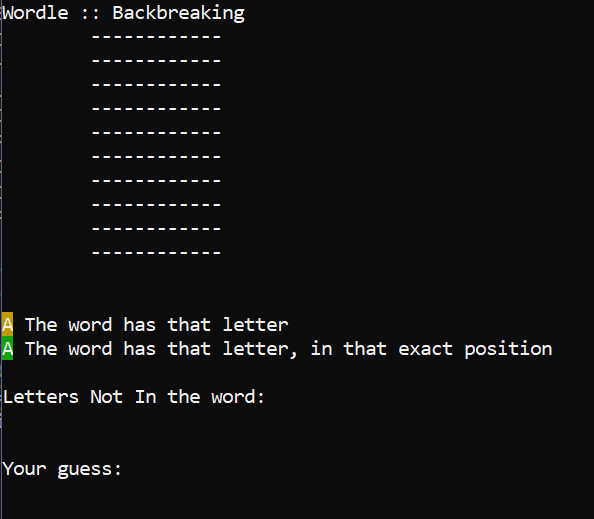 Wordle :: Backbreaking
------------
------------
------------
------------
------------
------------
------------
------------
------------
------------
A The word has that letter
A The word has that letter, in that exact position
Letters Not In the word:
Your guess: